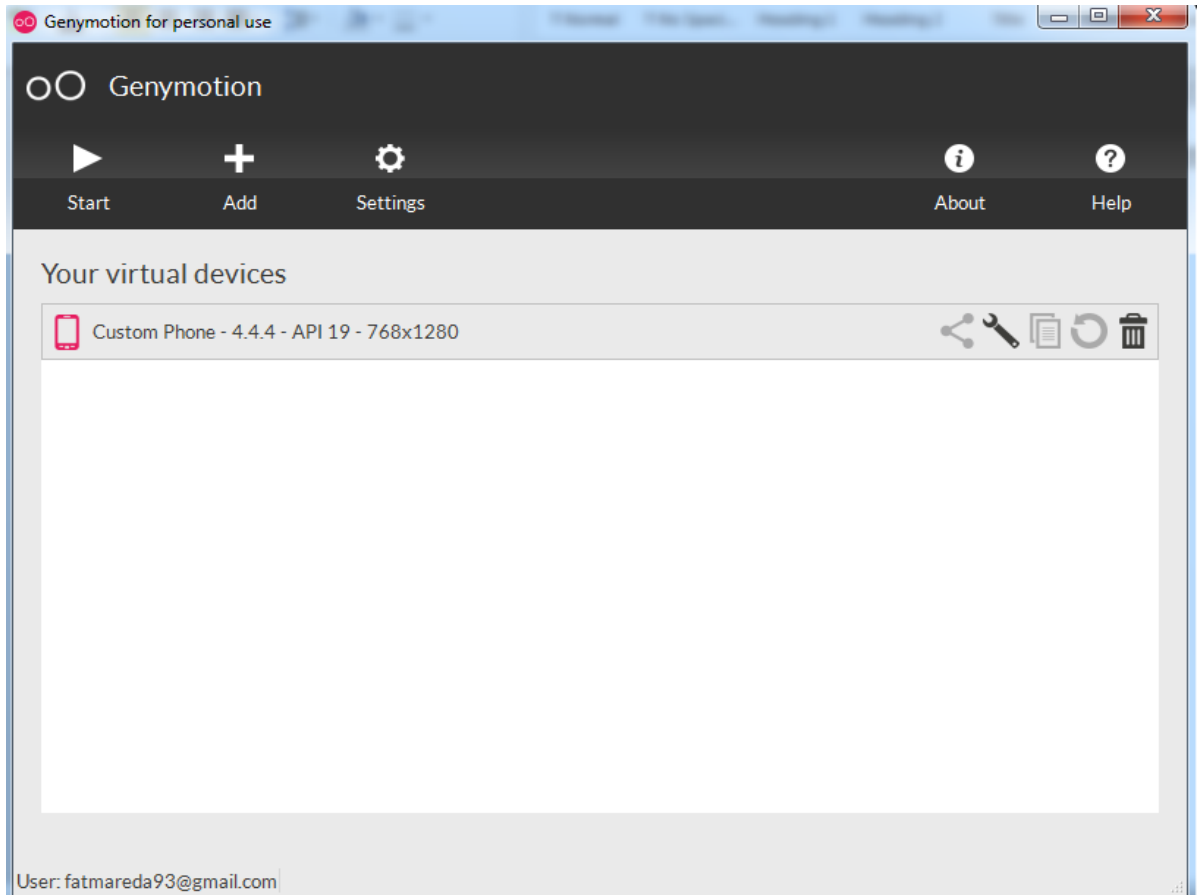 Genymotion for personal use
Genymotion
Start Add Settings About Help
Your virtual devices
Custom Phone - 4.4.4 - API 19 - 768x1280
User: fatmareda93@gmail.com